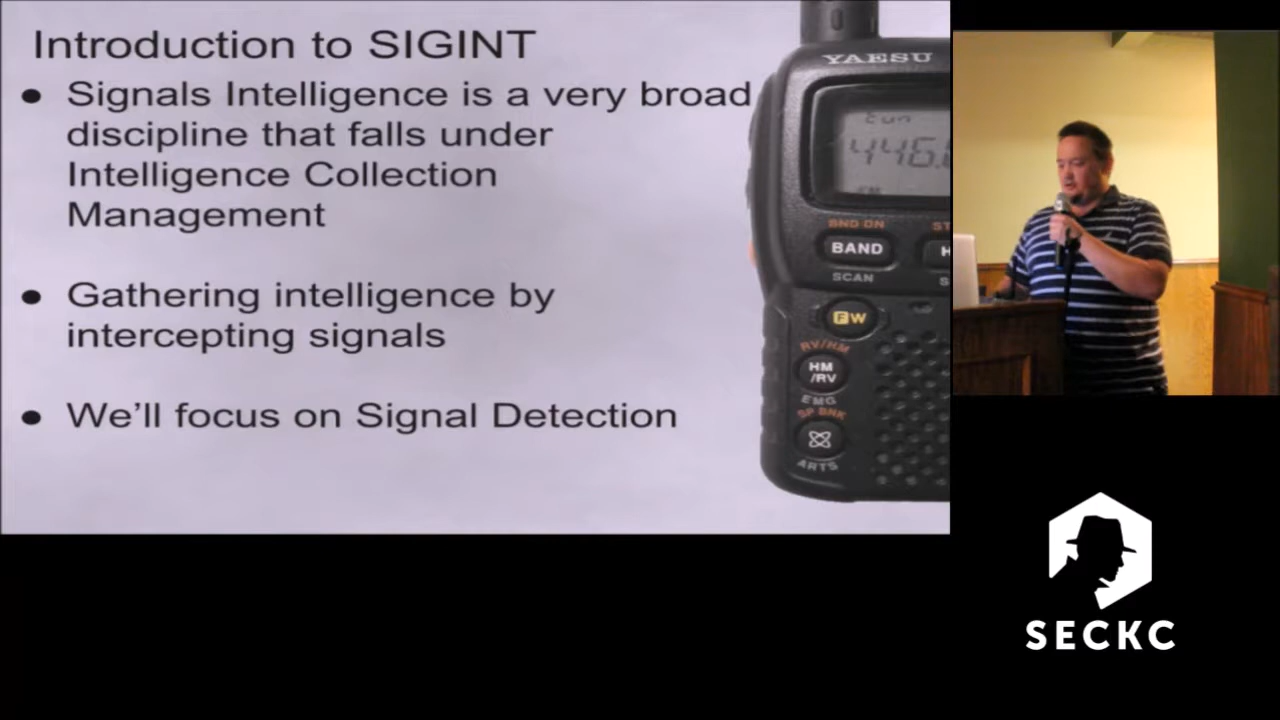 Introduction to SIGINT
● Signals Intelligence is a very broad
discipline that falls under
Intelligence Collection
Management
● Gathering intelligence by
intercepting signals
● We'll focus on Signal Detection
YAESU
BND DN
BAND
SCAN
FW
RV/HM
HM
/RV
EMG
SP BNK
ARTS
SECKC